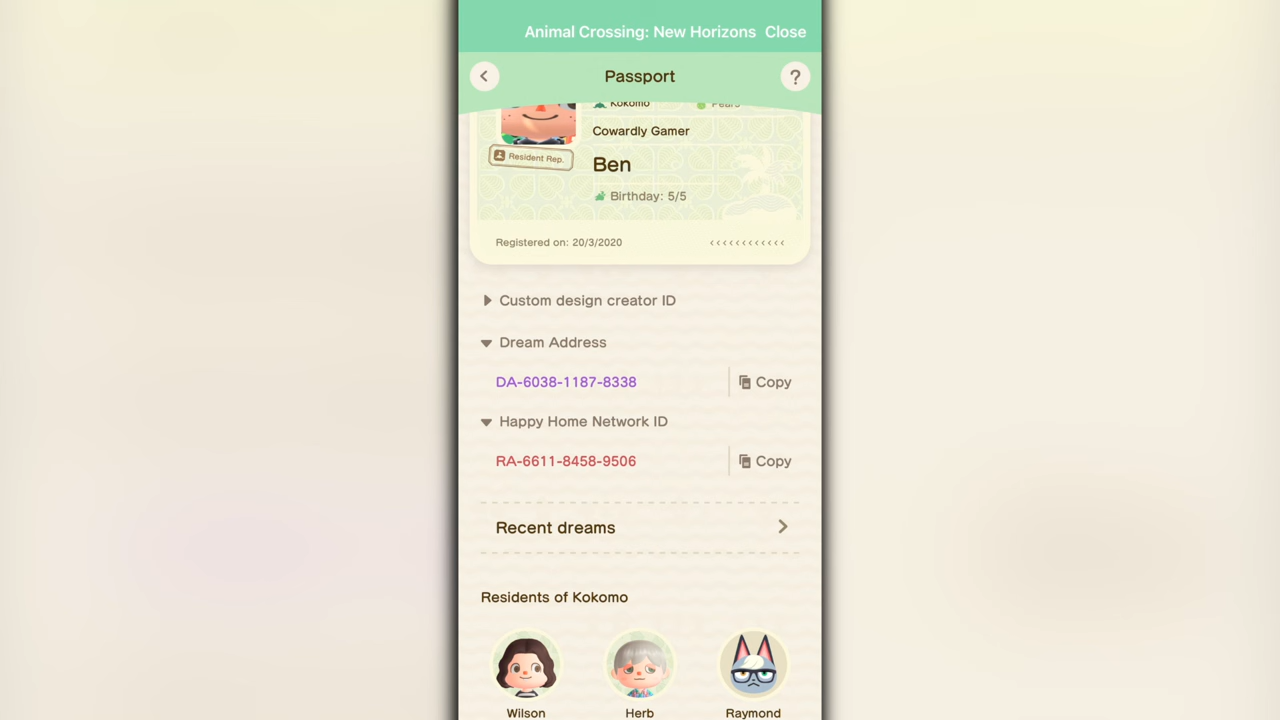 Animal Crossing: New Horizons Close
Passport
?
Kokomo Pears
Cowardly Gamer
Resident Rep.
Ben
Birthday: 5/5
Registered on: 20/3/2020 ‹‹‹‹‹‹‹‹‹‹‹‹
Custom design creator ID
Dream Address
DA-6038-1187-8338 Copy
Happy Home Network ID
RA-6611-8458-9506 Copy
Recent dreams
Residents of Kokomo
Wilson Herb Raymond